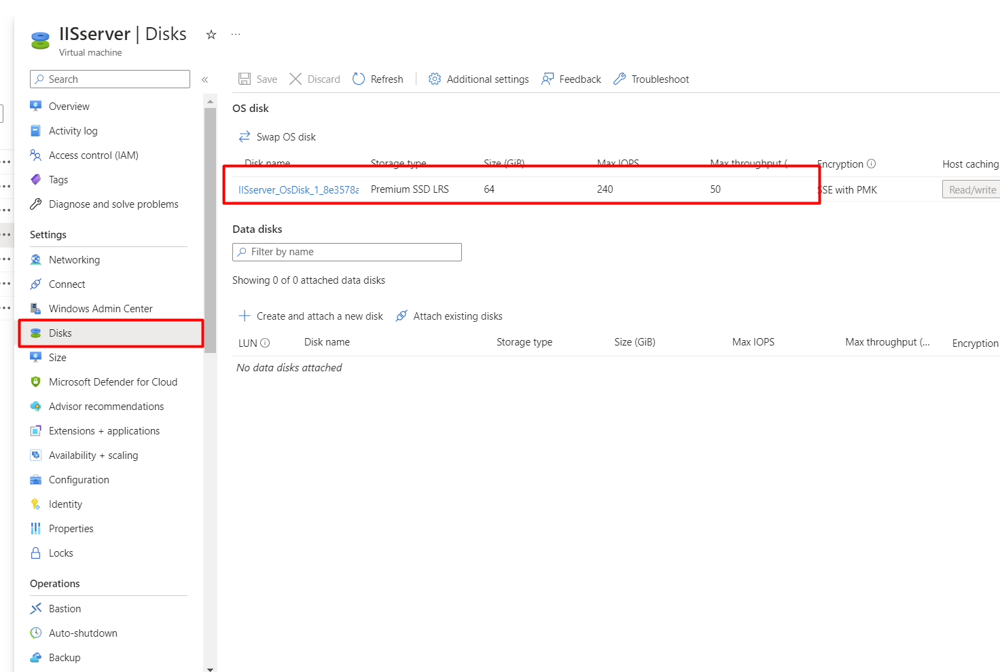 IISserver | Disks
Virtual machine
Search
Overview
Activity log
Access control (IAM)
Tags
Diagnose and solve problems
Settings
Networking
Connect
Windows Admin Center
Disks
Size
Microsoft Defender for Cloud
Advisor recommendations
Extensions + applications
Availability + scaling
Configuration
Identity
Properties
Locks
Operations
Bastion
Auto-shutdown
Backup
Save Discard Refresh Additional settings Feedback Troubleshoot
OS disk
Swap OS disk
Disk name Storage type Size (GiB) Max IOPS Max throughput ( Encryption Host caching
IISserver_OsDisk_1_8e3578a Premium SSD LRS 64 240 50 SSE with PMK Read/write
Data disks
Filter by name
Showing 0 of 0 attached data disks
Create and attach a new disk Attach existing disks
LUN Disk name Storage type Size (GiB) Max IOPS Max throughput (... Encryption
No data disks attached